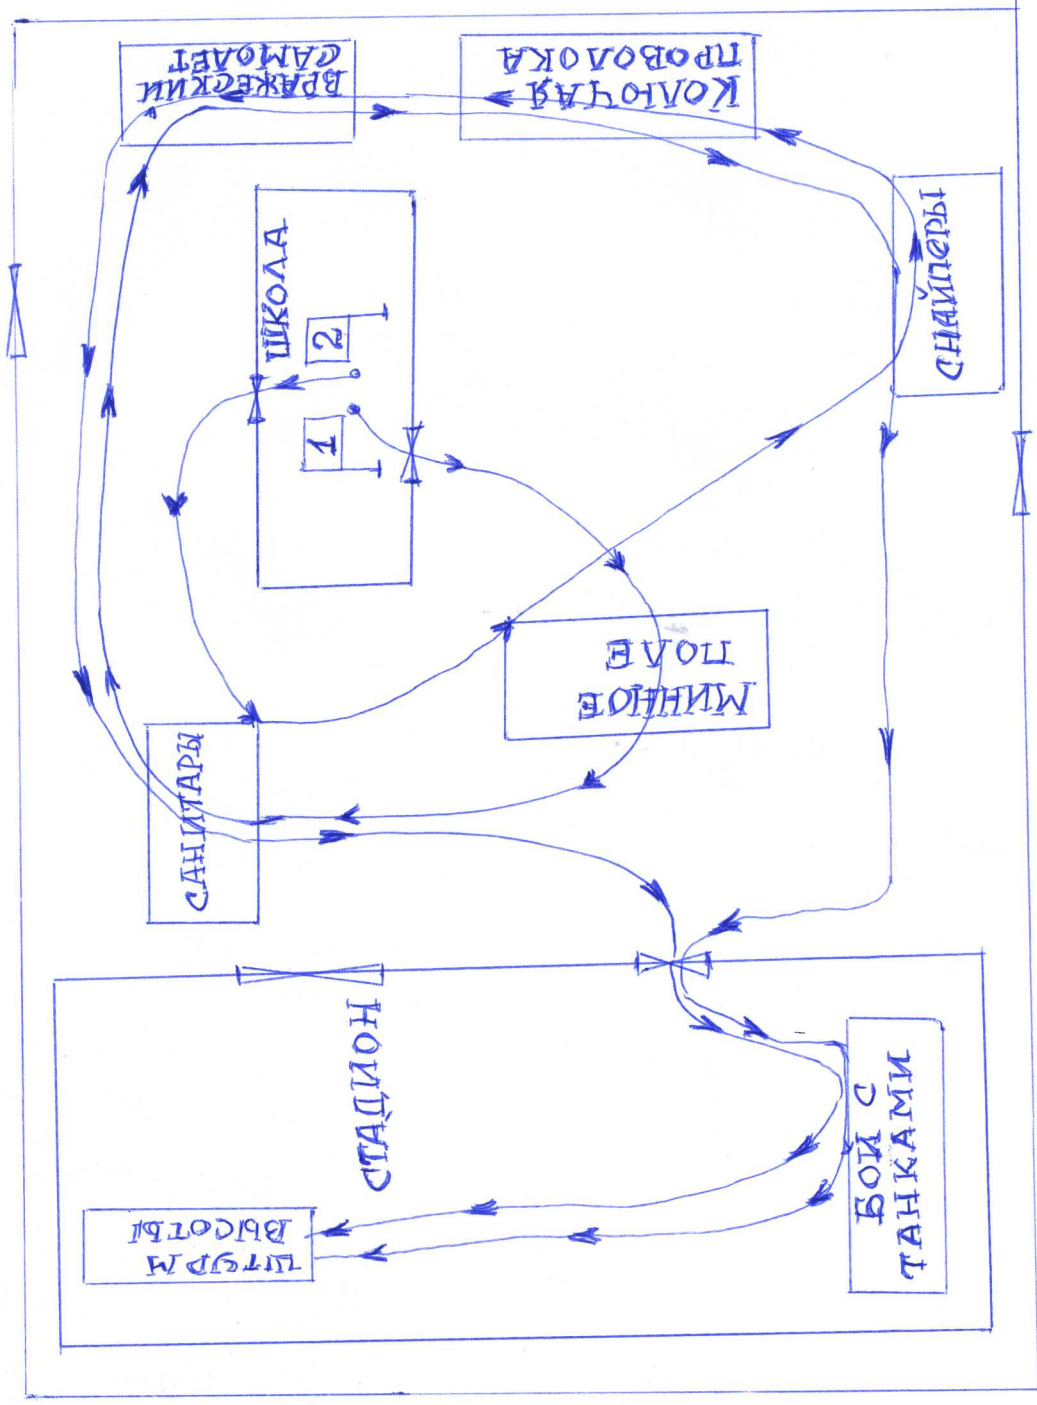 ВРАЖЕСКИЙ
САМОЛЕТ
КОЛЮЧАЯ
ПРОВОЛОКА
СНАЙПЕРЫ
ШКОЛА
2
1
МИННОЕ
ПОЛЕ
САНИТАРЫ
СТАДИОН
БОЙ С
ТАНКАМИ
ШТУРМ
ВЫСОТЫ